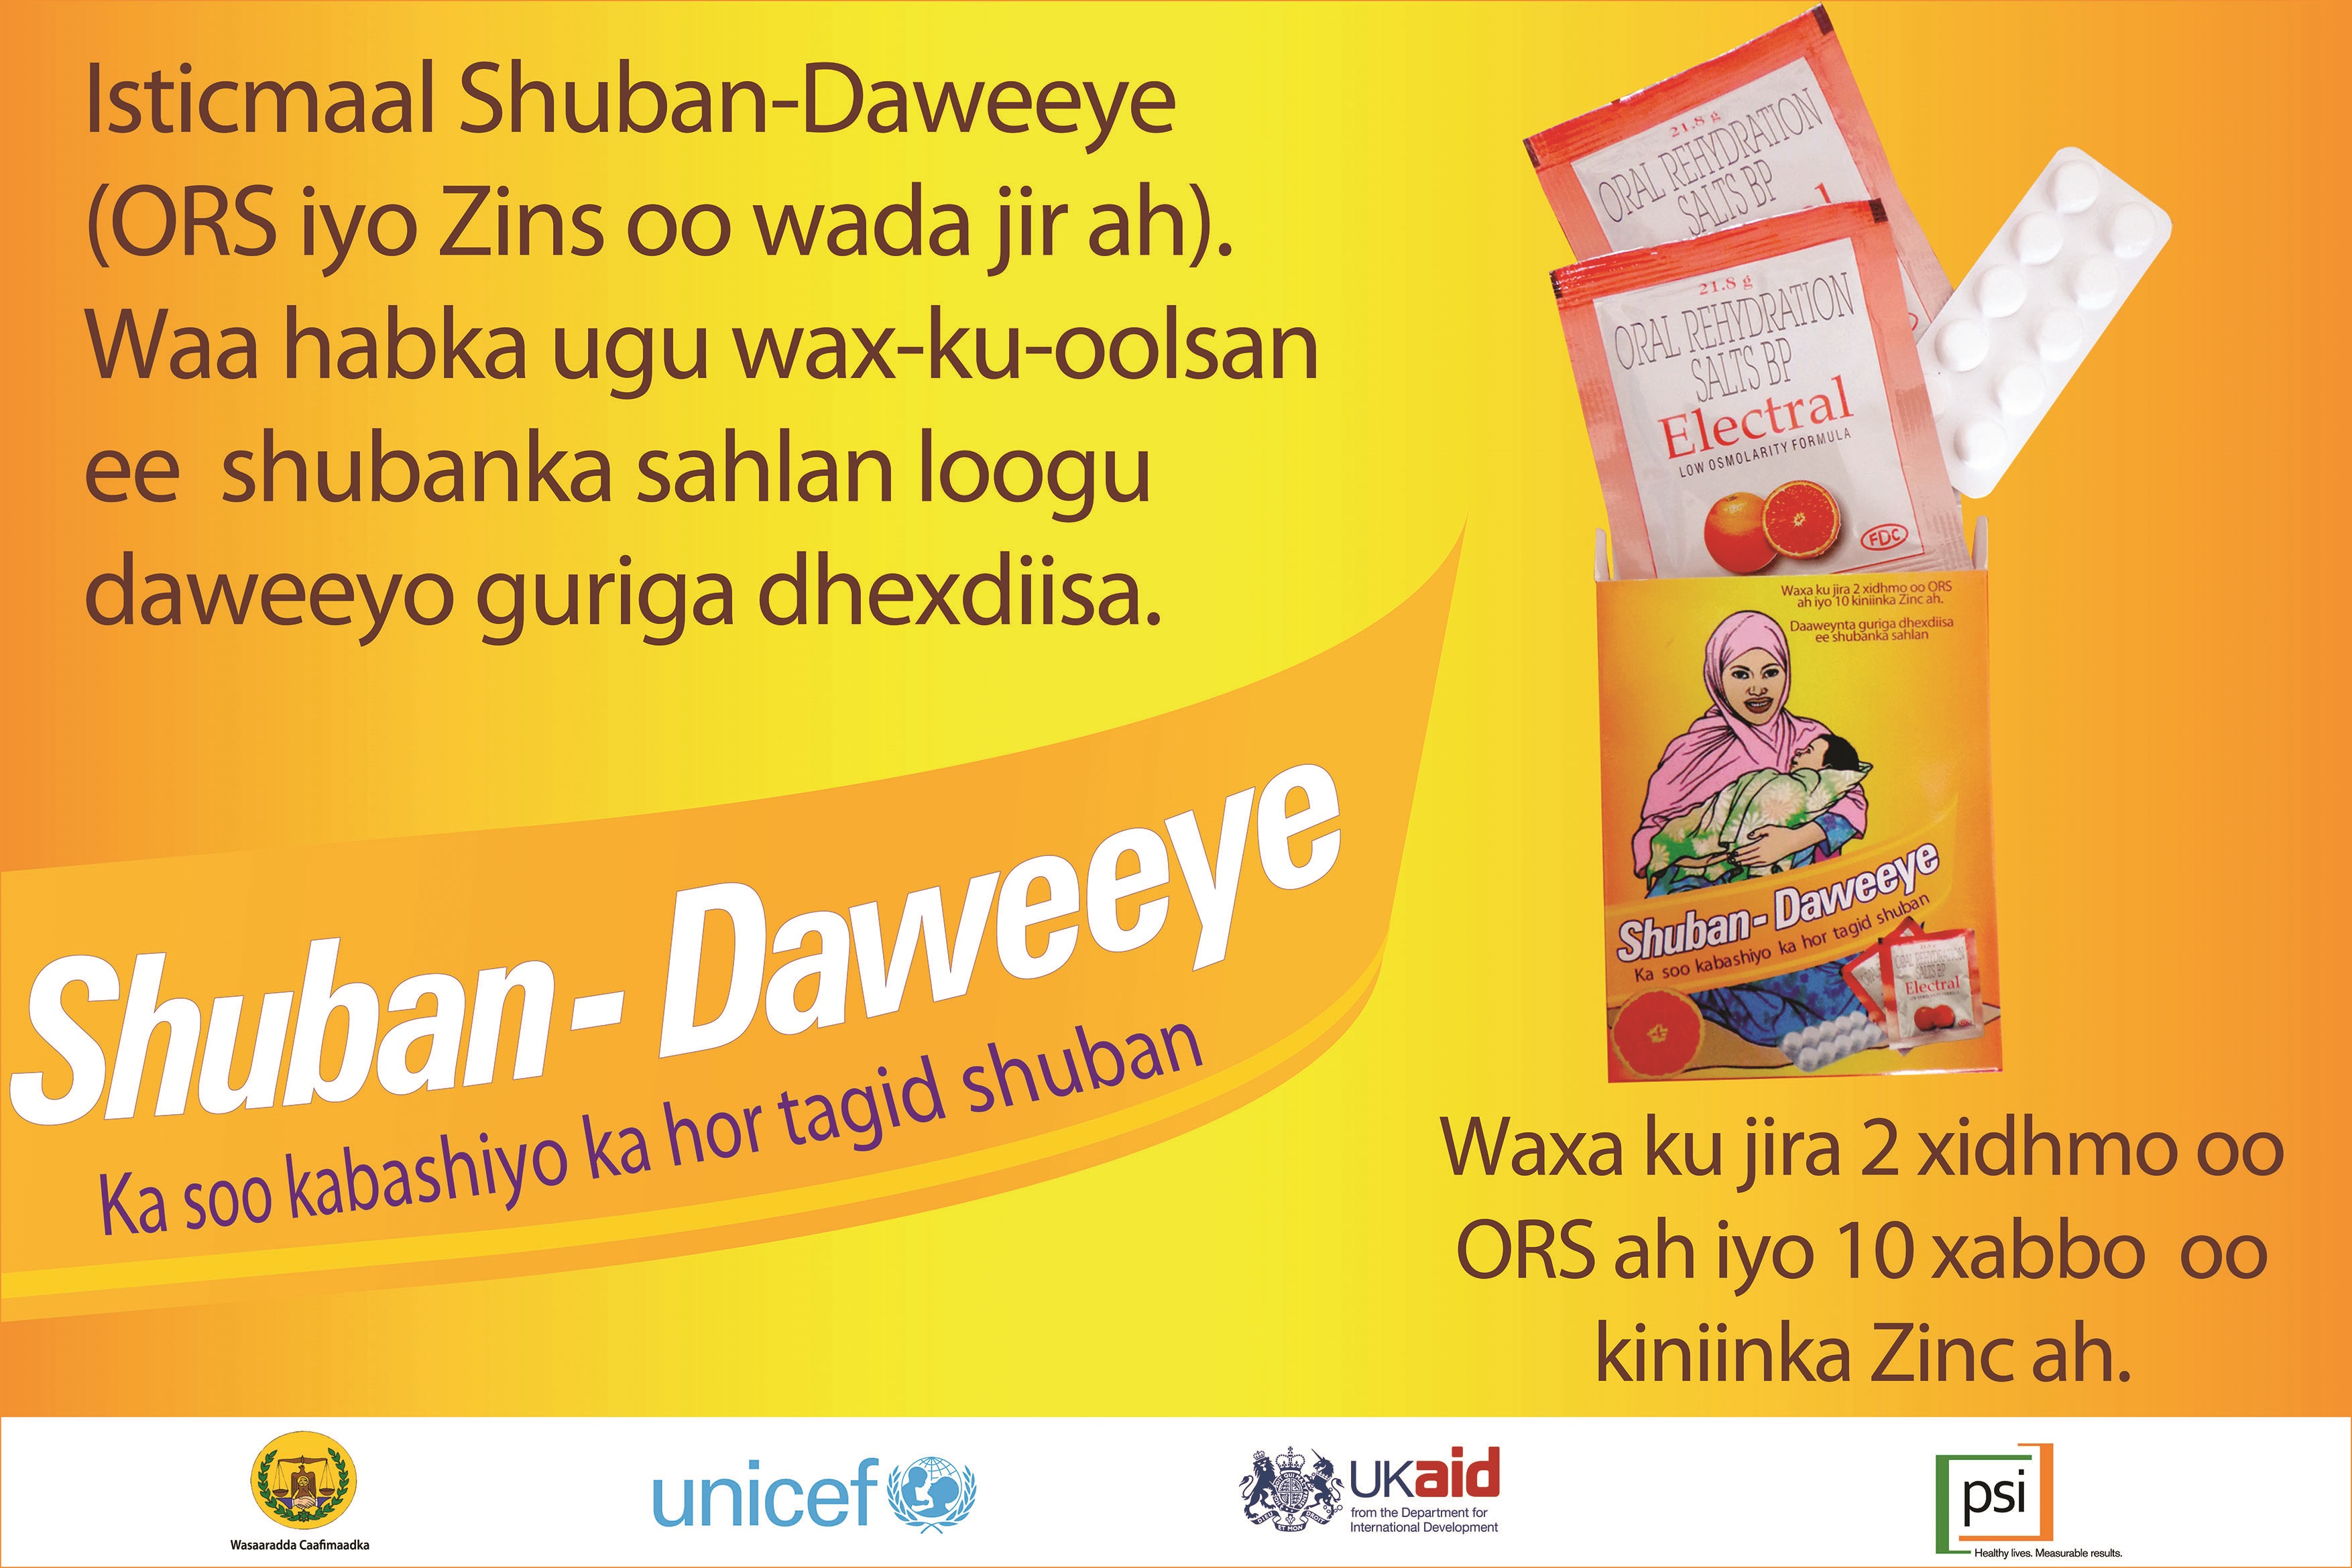 Isticmaal Shuban-Daweeye
(ORS iyo Zins oo wada jir ah).
Waa habka ugu wax-ku-oolsan
ee shubanka sahlan loogu
daweeyo guriga dhexdiisa.
Shuban-Daweeye
Ka soo kabashiyo ka hor tagid shuban
21.8 g
ORAL REHYDRATION
SALTS BP
21.8 g
ORAL REHYDRATION
SALTS BP
Electral
LOW OSMOLARITY FORMULA
FDC
Waxa ku jira 2 xidhmo oo ORS
ah iyo 10 kiniinka Zinc ah.
Daaweynta guriga dhexdiisa
ee shubanka sahlan
Shuban-Daweeye
Ka soo kabashiyo ka hor tagid shuban
ORAL REHYDRATION
SALTS BP
Electral
Waxa ku jira 2 xidhmo oo
ORS ah iyo 10 xabbo oo
kiniinka Zinc ah.
Wasaaradda Caafimaadka
unicef
UKaid
from the Department for
International Development
psi
Healthy lives. Measurable results.